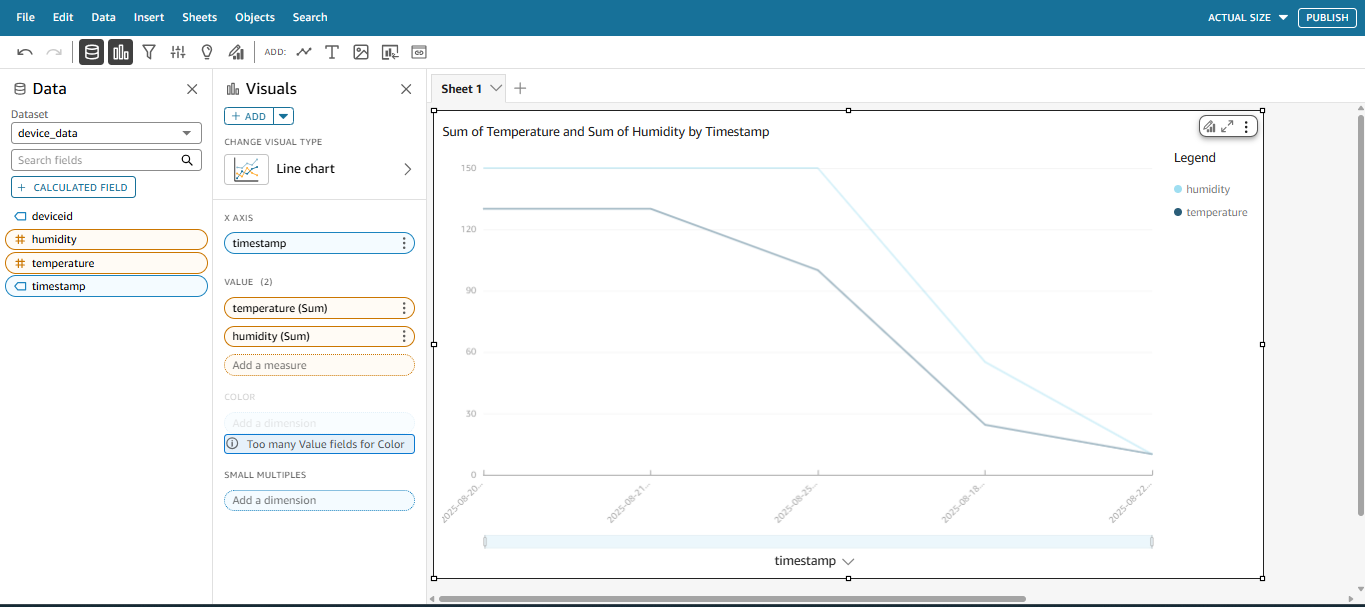 File Edit Data Insert Sheets Objects Search ACTUAL SIZE PUBLISH
ADD:
Data
Dataset
device_data
Search fields
+ CALCULATED FIELD
deviceid
# humidity
# temperature
timestamp
Visuals
+ ADD
CHANGE VISUAL TYPE
Line chart
X AXIS
timestamp
VALUE (2)
temperature (Sum)
humidity (Sum)
Add a measure
COLOR
Add a dimension
Too many Value fields for Color
SMALL MULTIPLES
Add a dimension
Sheet 1
Sum of Temperature and Sum of Humidity by Timestamp
150
120
90
60
30
0
2025-08-20...
2025-08-21...
2025-08-25...
2025-08-18...
2025-08-22...
timestamp
Legend
humidity
temperature